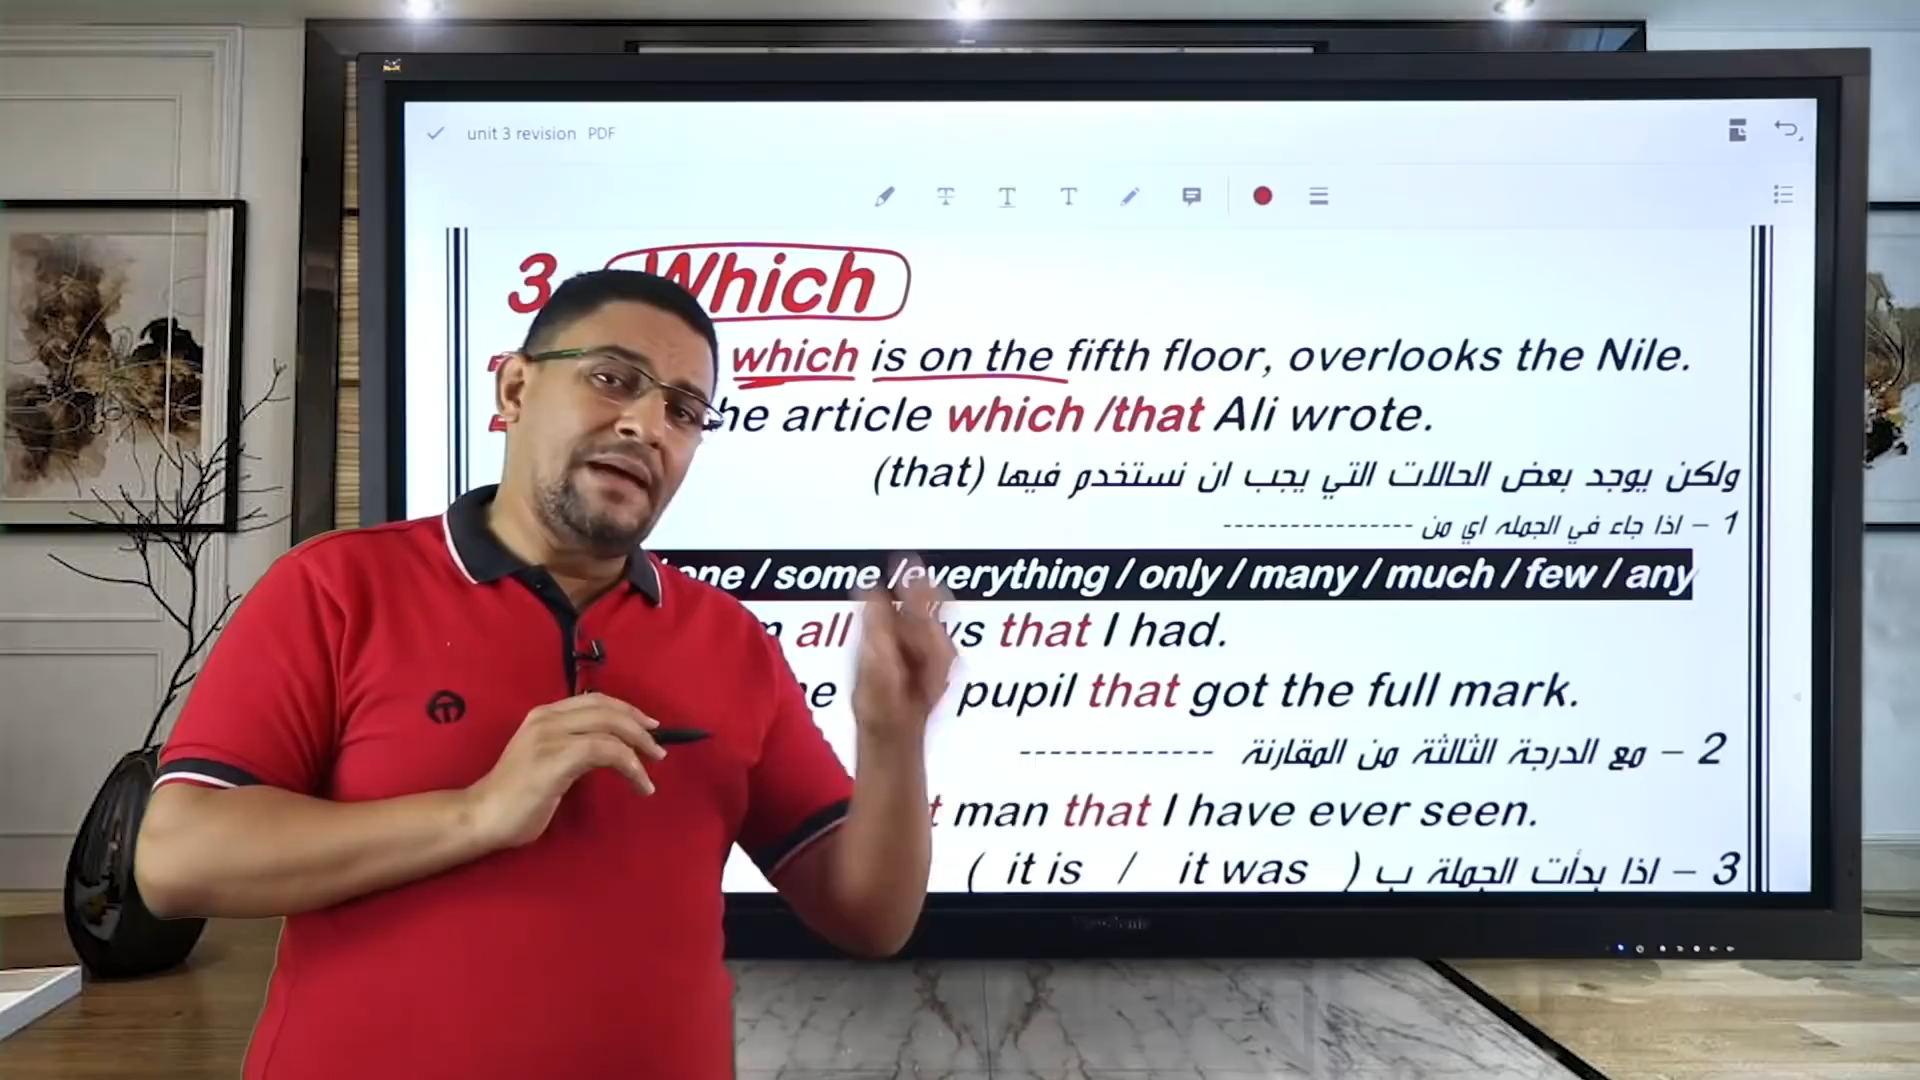 unit 3 revision PDF
3 Which
which is on the fifth floor, overlooks the Nile.
he article which /that Ali wrote.
ولكن يوجد بعض الحالات التي يجب ان نستخدم فيها (that)
1 – اذا جاء في الجمله اي من ----------------
one / some /everything / only / many / much / few / any
all that I had.
pupil that got the full mark.
2 – مع الدرجة الثالثة من المقارنة -------------
man that I have ever seen.
3 – اذا بدأت الجملة ب ( it is / it was )
ViewSonic